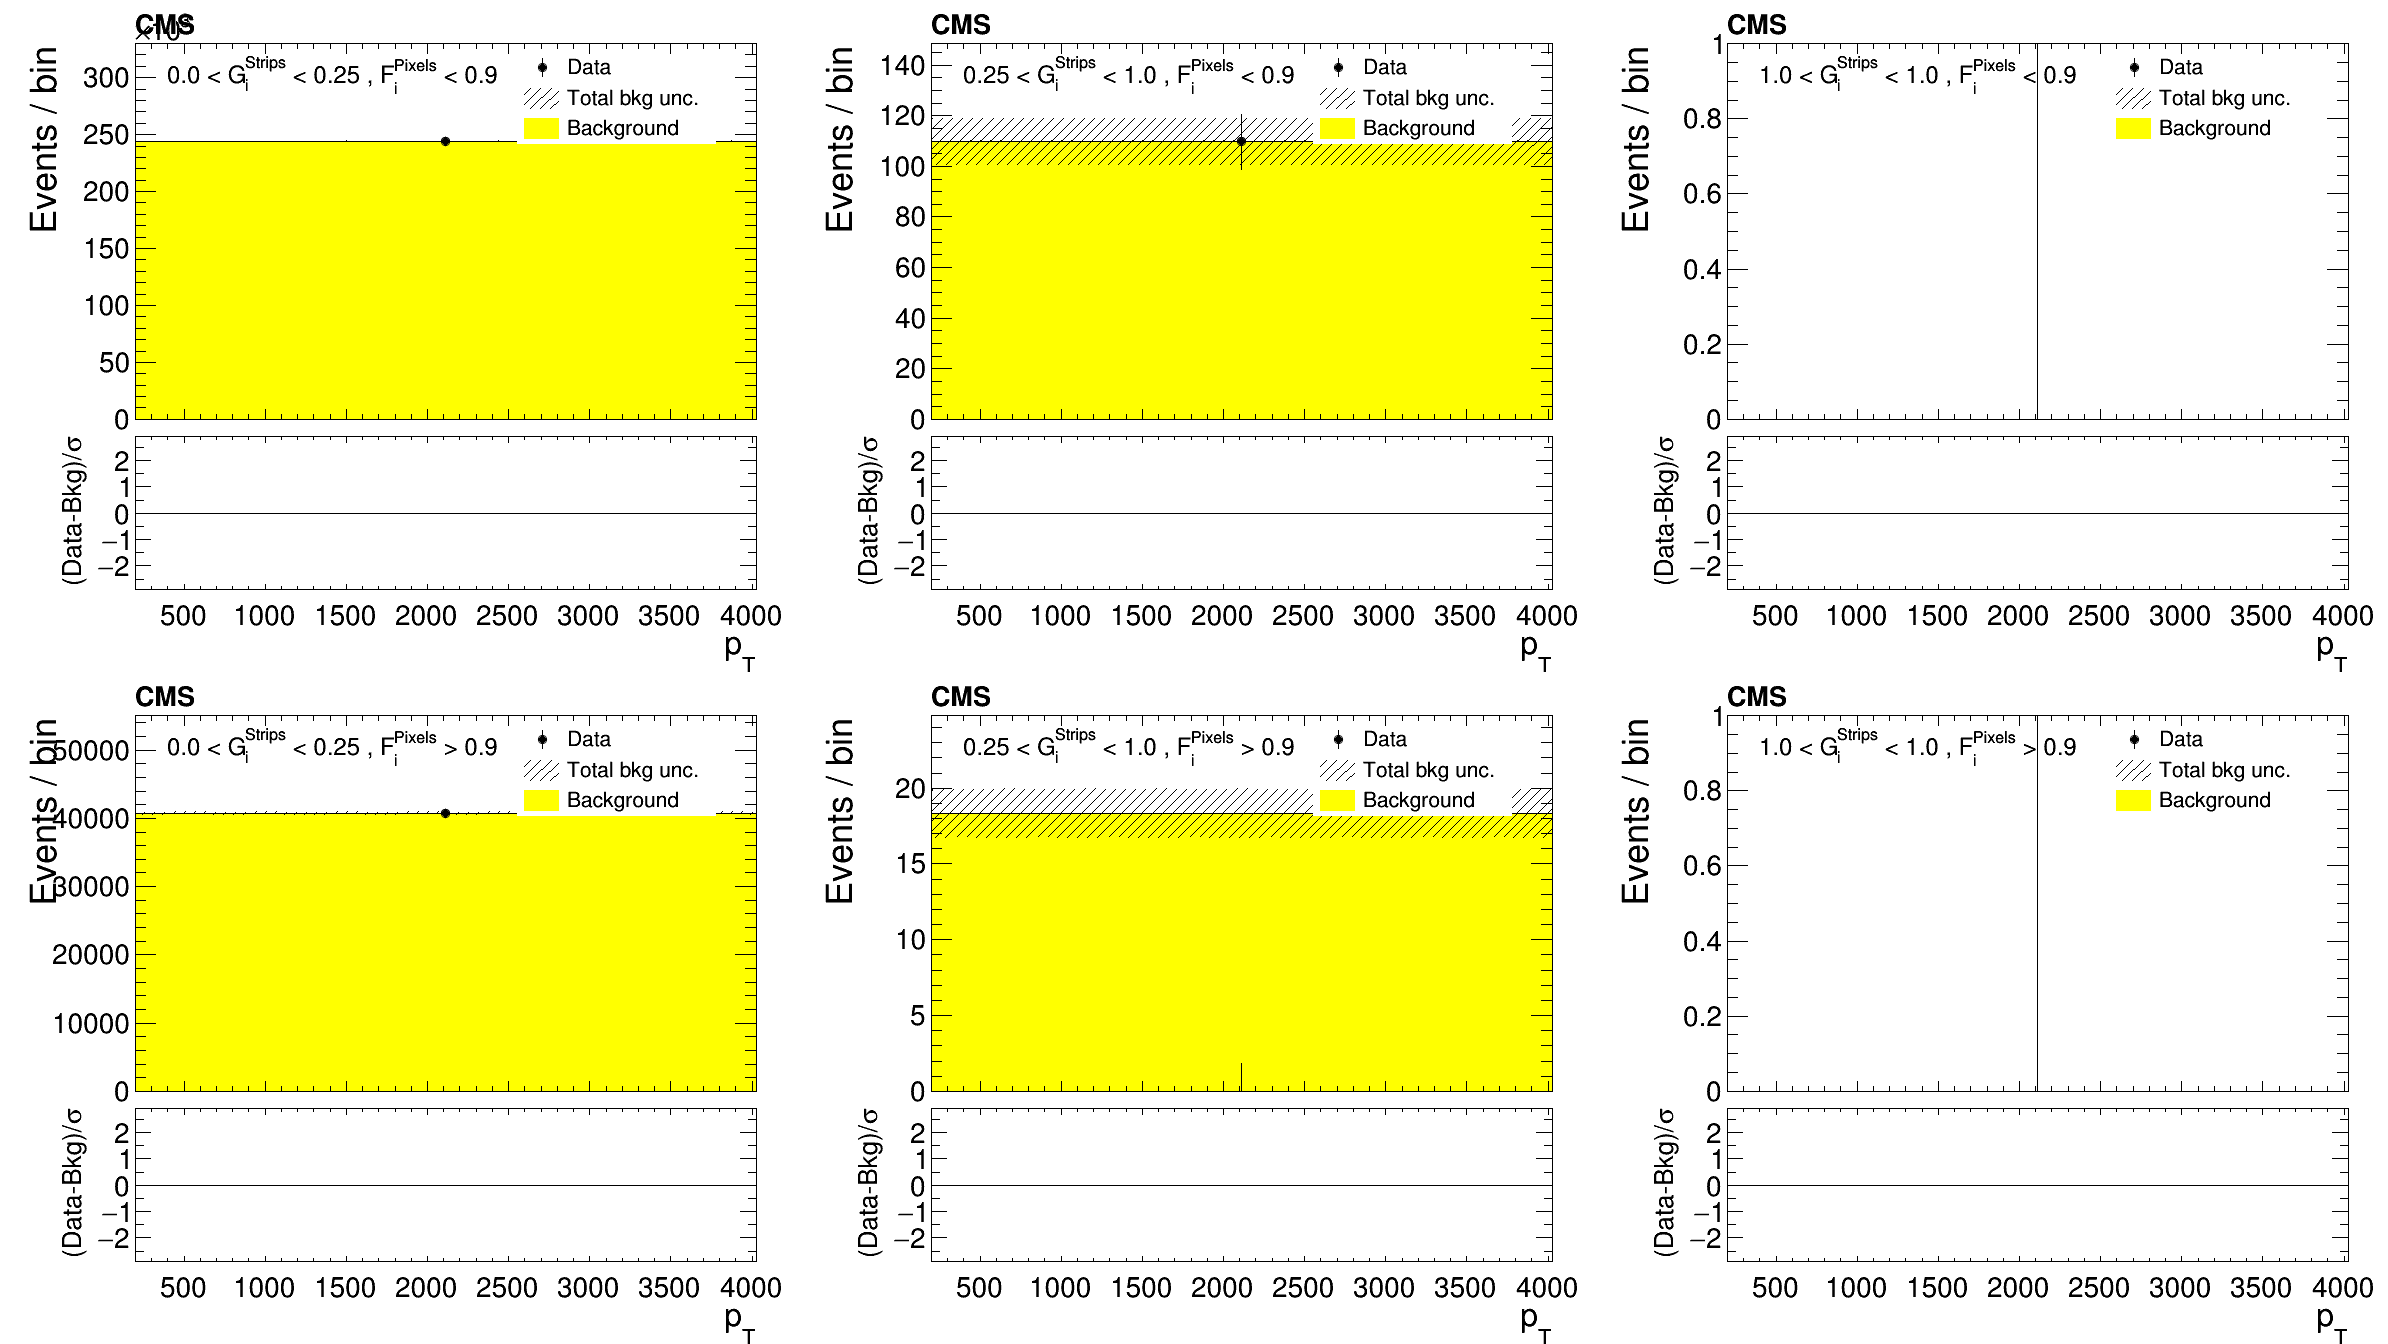 CMS
×10³
Events / bin
300
250
200
150
100
50
0
0.0 < G_i^Strips < 0.25 , F_i^Pixels < 0.9
Data
Total bkg unc.
Background
(Data-Bkg)/σ
2
1
0
−1
−2
500 1000 1500 2000 2500 3000 3500 4000
p_T
CMS
Events / bin
140
120
100
80
60
40
20
0
0.25 < G_i^Strips < 1.0 , F_i^Pixels < 0.9
Data
Total bkg unc.
Background
(Data-Bkg)/σ
2
1
0
−1
−2
500 1000 1500 2000 2500 3000 3500 4000
p_T
CMS
Events / bin
1
0.8
0.6
0.4
0.2
0
1.0 < G_i^Strips < 1.0 , F_i^Pixels < 0.9
Data
Total bkg unc.
Background
(Data-Bkg)/σ
2
1
0
−1
−2
500 1000 1500 2000 2500 3000 3500 4000
p_T
CMS
Events / bin
50000
40000
30000
20000
10000
0
0.0 < G_i^Strips < 0.25 , F_i^Pixels > 0.9
Data
Total bkg unc.
Background
(Data-Bkg)/σ
2
1
0
−1
−2
500 1000 1500 2000 2500 3000 3500 4000
p_T
CMS
Events / bin
20
15
10
5
0
0.25 < G_i^Strips < 1.0 , F_i^Pixels > 0.9
Data
Total bkg unc.
Background
(Data-Bkg)/σ
2
1
0
−1
−2
500 1000 1500 2000 2500 3000 3500 4000
p_T
CMS
Events / bin
1
0.8
0.6
0.4
0.2
0
1.0 < G_i^Strips < 1.0 , F_i^Pixels > 0.9
Data
Total bkg unc.
Background
(Data-Bkg)/σ
2
1
0
−1
−2
500 1000 1500 2000 2500 3000 3500 4000
p_T